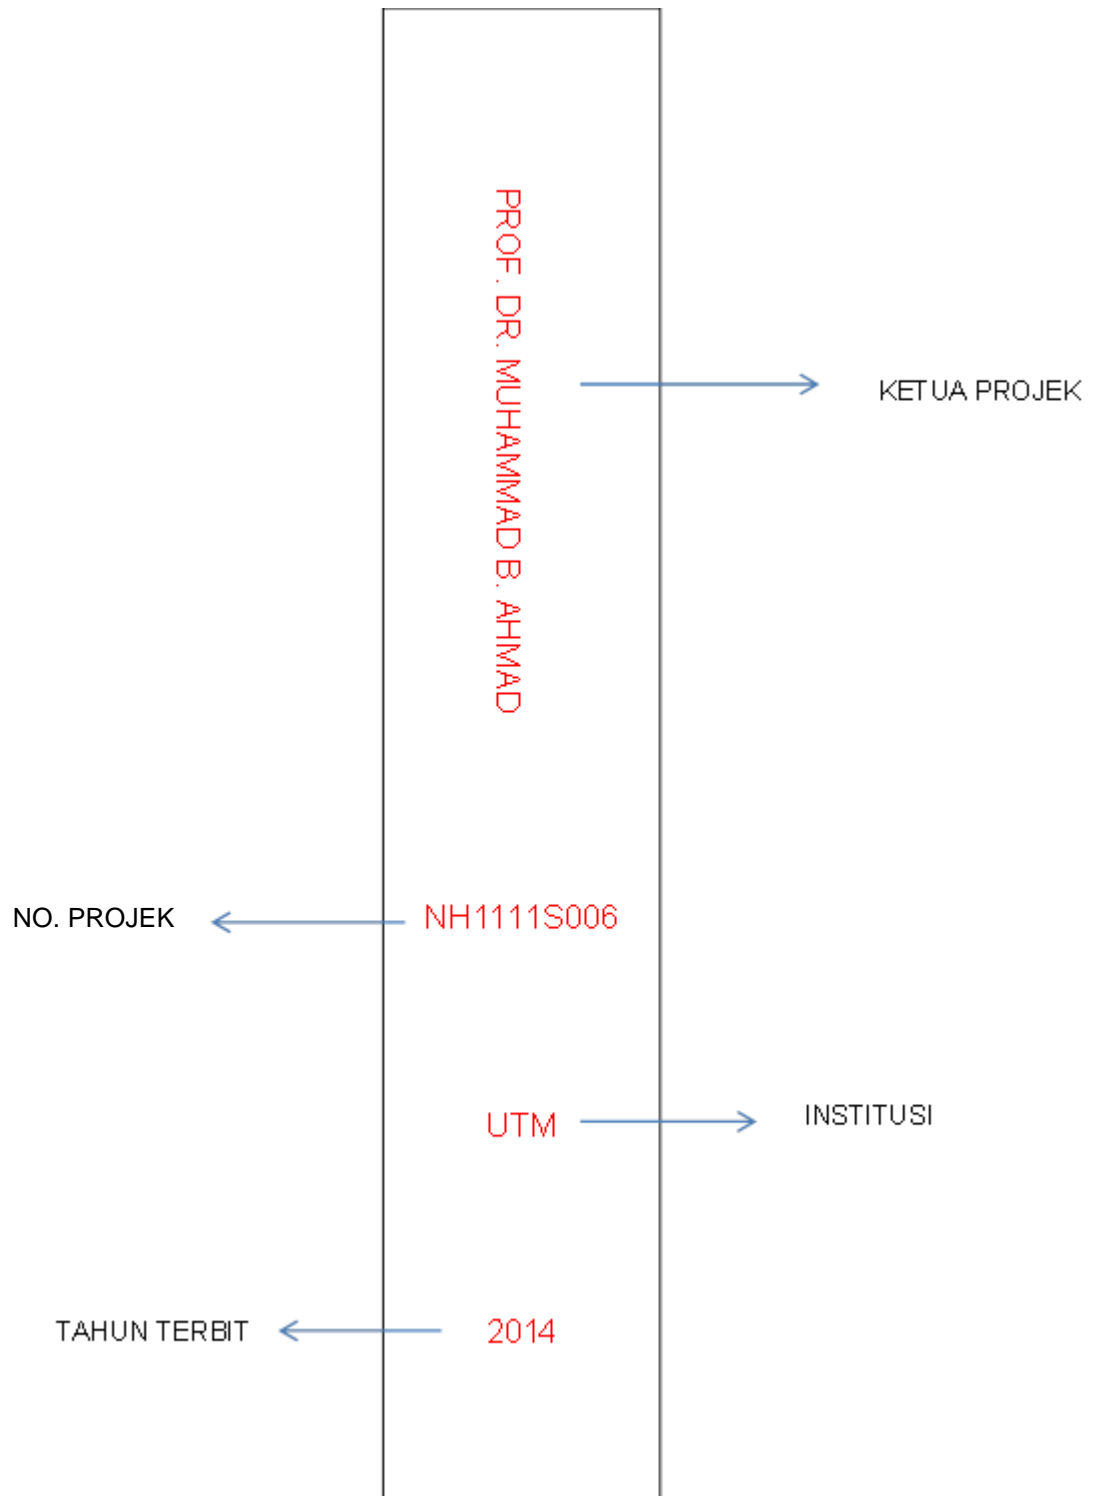 PROF. DR. MUHAMMAD B. AHMAD
KETUA PROJEK
NO. PROJEK
NH1111S006
UTM
INSTITUSI
TAHUN TERBIT
2014